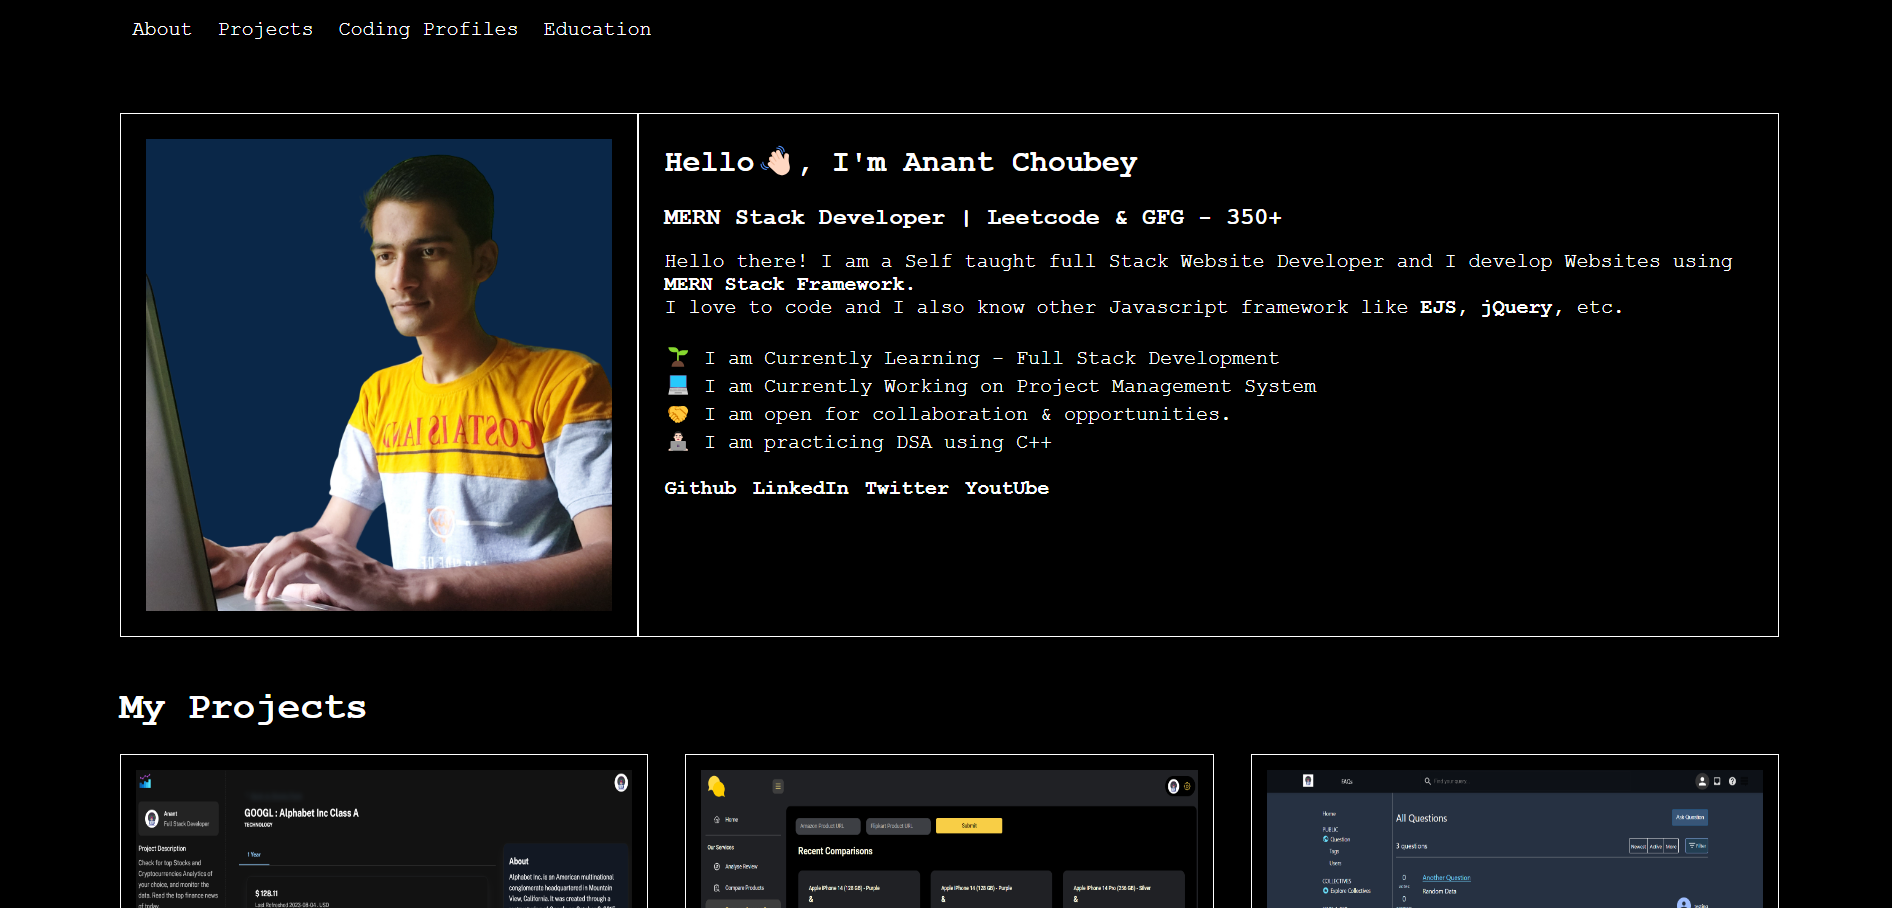 About Projects Coding Profiles Education
Hello👋🏻, I'm Anant Choubey
MERN Stack Developer | Leetcode & GFG - 350+
Hello there! I am a Self taught full Stack Website Developer and I develop Websites using
MERN Stack Framework.
I love to code and I also know other Javascript framework like EJS, jQuery, etc.
🌱 I am Currently Learning - Full Stack Development
💻 I am Currently Working on Project Management System
🤝 I am open for collaboration & opportunities.
👨🏻‍💻 I am practicing DSA using C++
Github LinkedIn Twitter YoutUbe
COSTA IS
My Projects
Anant
Full Stack Developer
Project Description
Check for top Stocks and
Cryptocurrencies Analytics of
your choice, and monitor the
data. Read the top finance news
of today.
GOOGL : Alphabet Inc Class A
TECHNOLOGY
1 Year
$ 128.11
Last Refreshed 2023-08-04, USD
About
Alphabet Inc. is an American multinational
conglomerate headquartered in Mountain
View, California. It was created through a
Home
Our Services
Analyse Review
Compare Products
Amazon Product URL
Flipkart Product URL
Submit
Recent Comparisons
Apple iPhone 14 (128 GB) - Purple
&
Apple iPhone 14 (128 GB) - Purple
&
Apple iPhone 14 Pro (256 GB) - Silver
&
FAQs
Find your query
Home
PUBLIC
Question
Tags
Users
COLLECTIVES
Explore Collectives
All Questions
Ask Question
3 questions
Newest Active More
Filter
0
votes
Another Question
Random Data
0